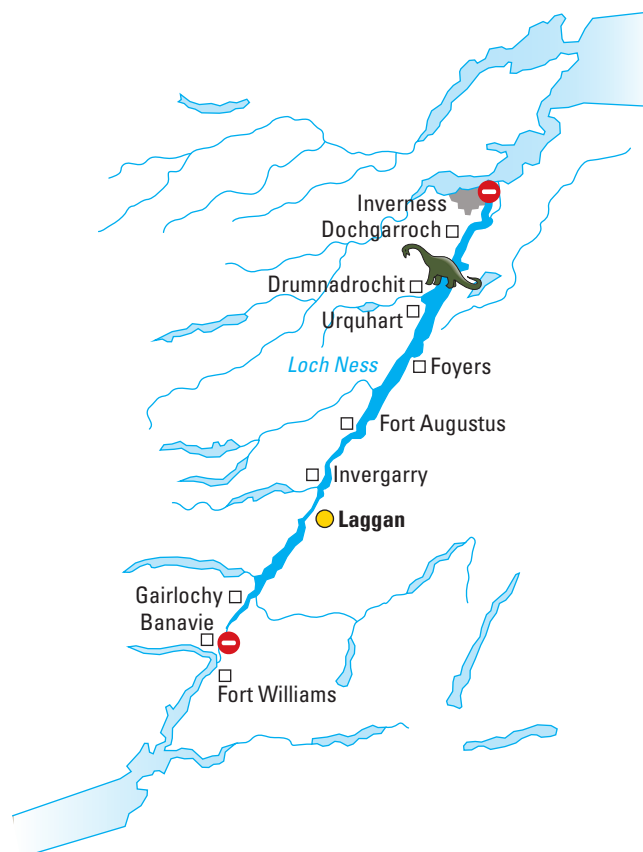 Inverness
Dochgarroch
Drumnadrochit
Urquhart
Loch Ness
Foyers
Fort Augustus
Invergarry
Laggan
Gairlochy
Banavie
Fort Williams